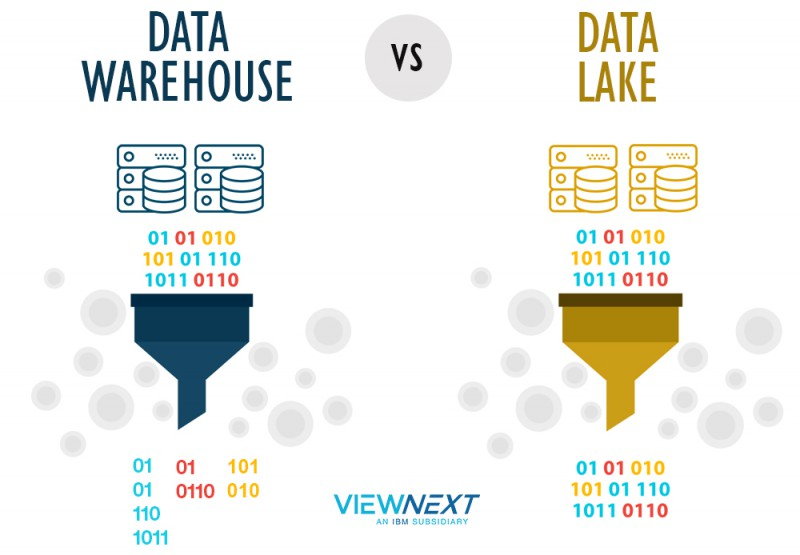 DATA
WAREHOUSE
VS
DATA
LAKE
01 01 010
101 01 110
1011 0110
01 01 010
101 01 110
1011 0110
01 01 101
01 0110 010
110
1011
01 01 010
101 01 110
1011 0110
VIEWNEXT
AN IBM SUBSIDIARY